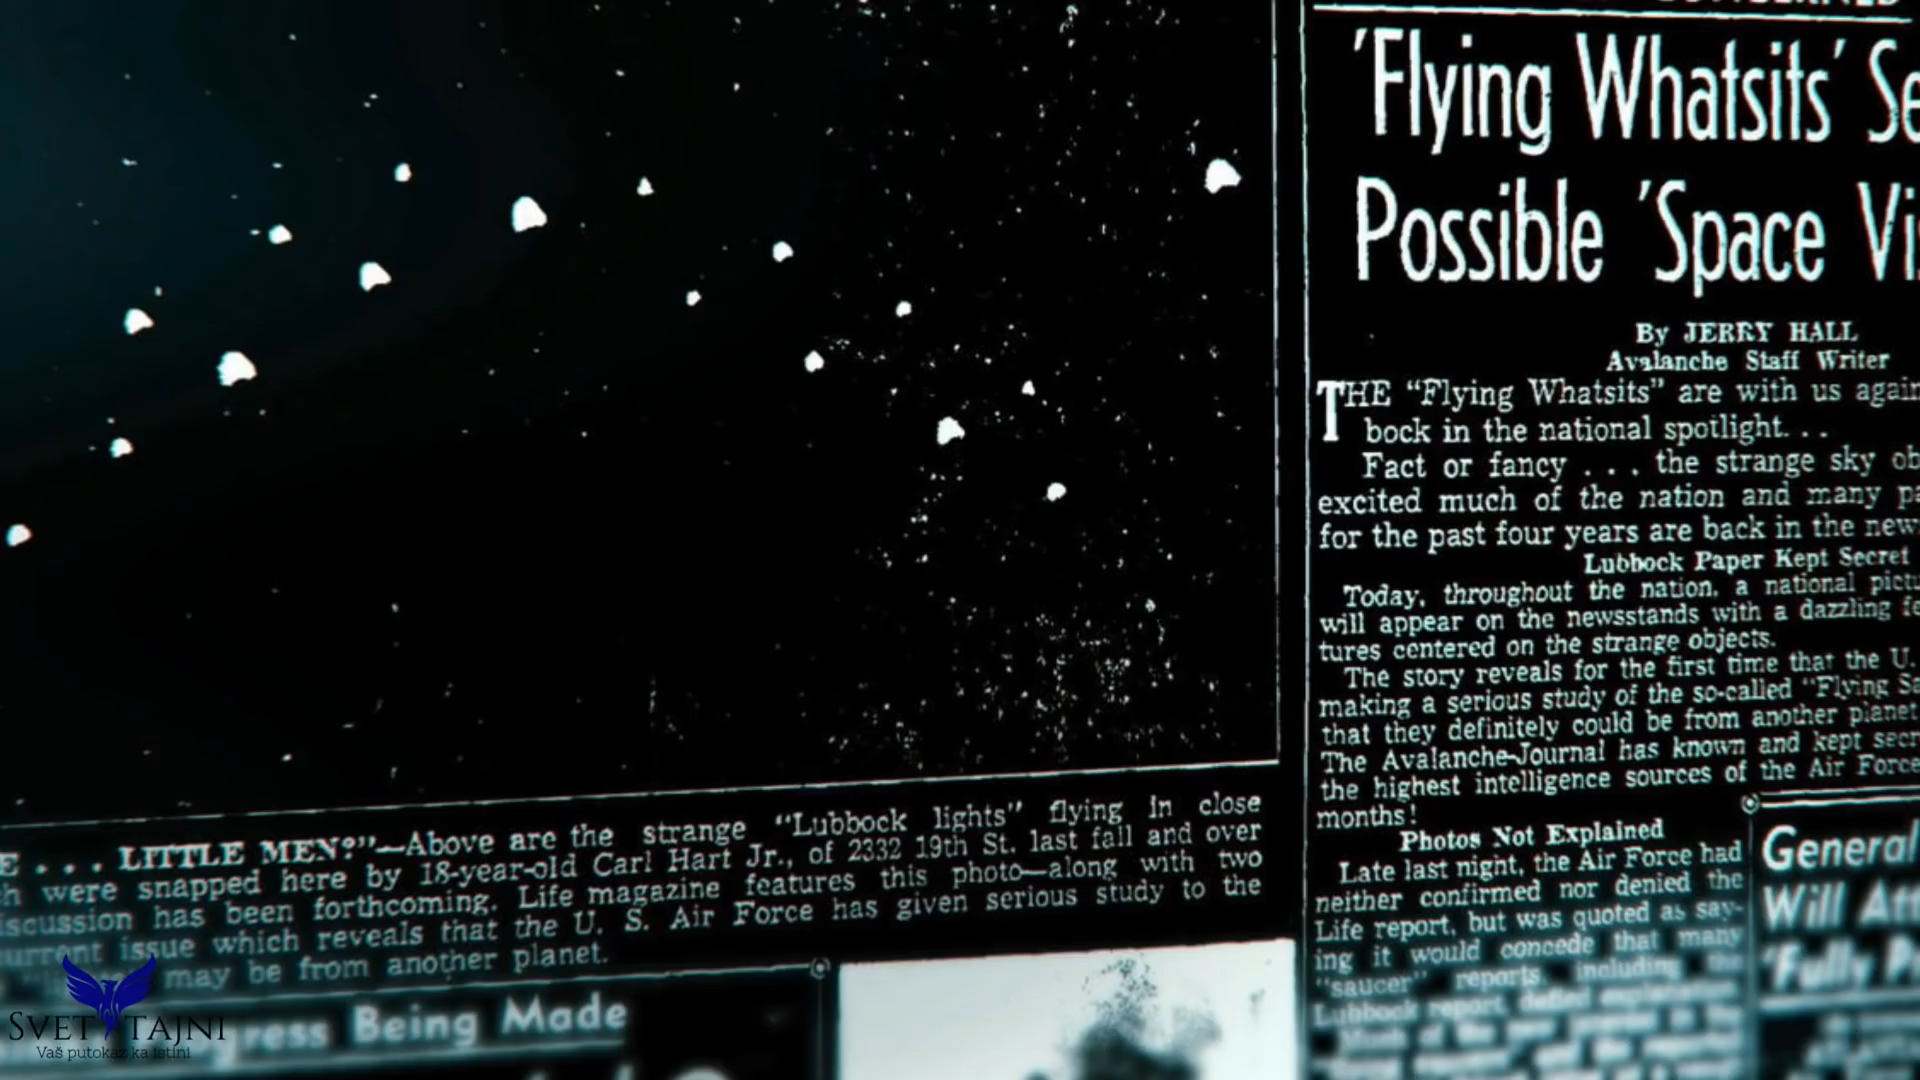 'Flying Whatsits' Se
Possible 'Space Vis
By JERRY HALL
Avalanche Staff Writer
THE "Flying Whatsits" are with us again
bock in the national spotlight. . .
Fact or fancy . . . the strange sky ob
excited much of the nation and many pa
for the past four years are back in the new
Lubbock Paper Kept Secret
Today, throughout the nation, a national pictu
will appear on the newsstands with a dazzling fe
tures centered on the strange objects.
The story reveals for the first time that the U.
making a serious study of the so-called "Flying Sa
that they definitely could be from another planet
The Avalanche-Journal has known and kept secr
the highest intelligence sources of the Air Force
months!
Photos Not Explained
Late last night, the Air Force had
neither confirmed nor denied the
Life report, but was quoted as say-
ing it would concede that many
"saucer" reports, including the
Lubbock report, defied explanation.
General
Will Att
'Fully P
E . . . LITTLE MEN?"—Above are the strange "Lubbock lights" flying in close
h were snapped here by 18-year-old Carl Hart Jr., of 2332 19th St. last fall and over
iscussion has been forthcoming. Life magazine features this photo—along with two
urrent issue which reveals that the U. S. Air Force has given serious study to the
may be from another planet.
gress Being Made
SVET TAJNI
Vaš putokaz ka istini